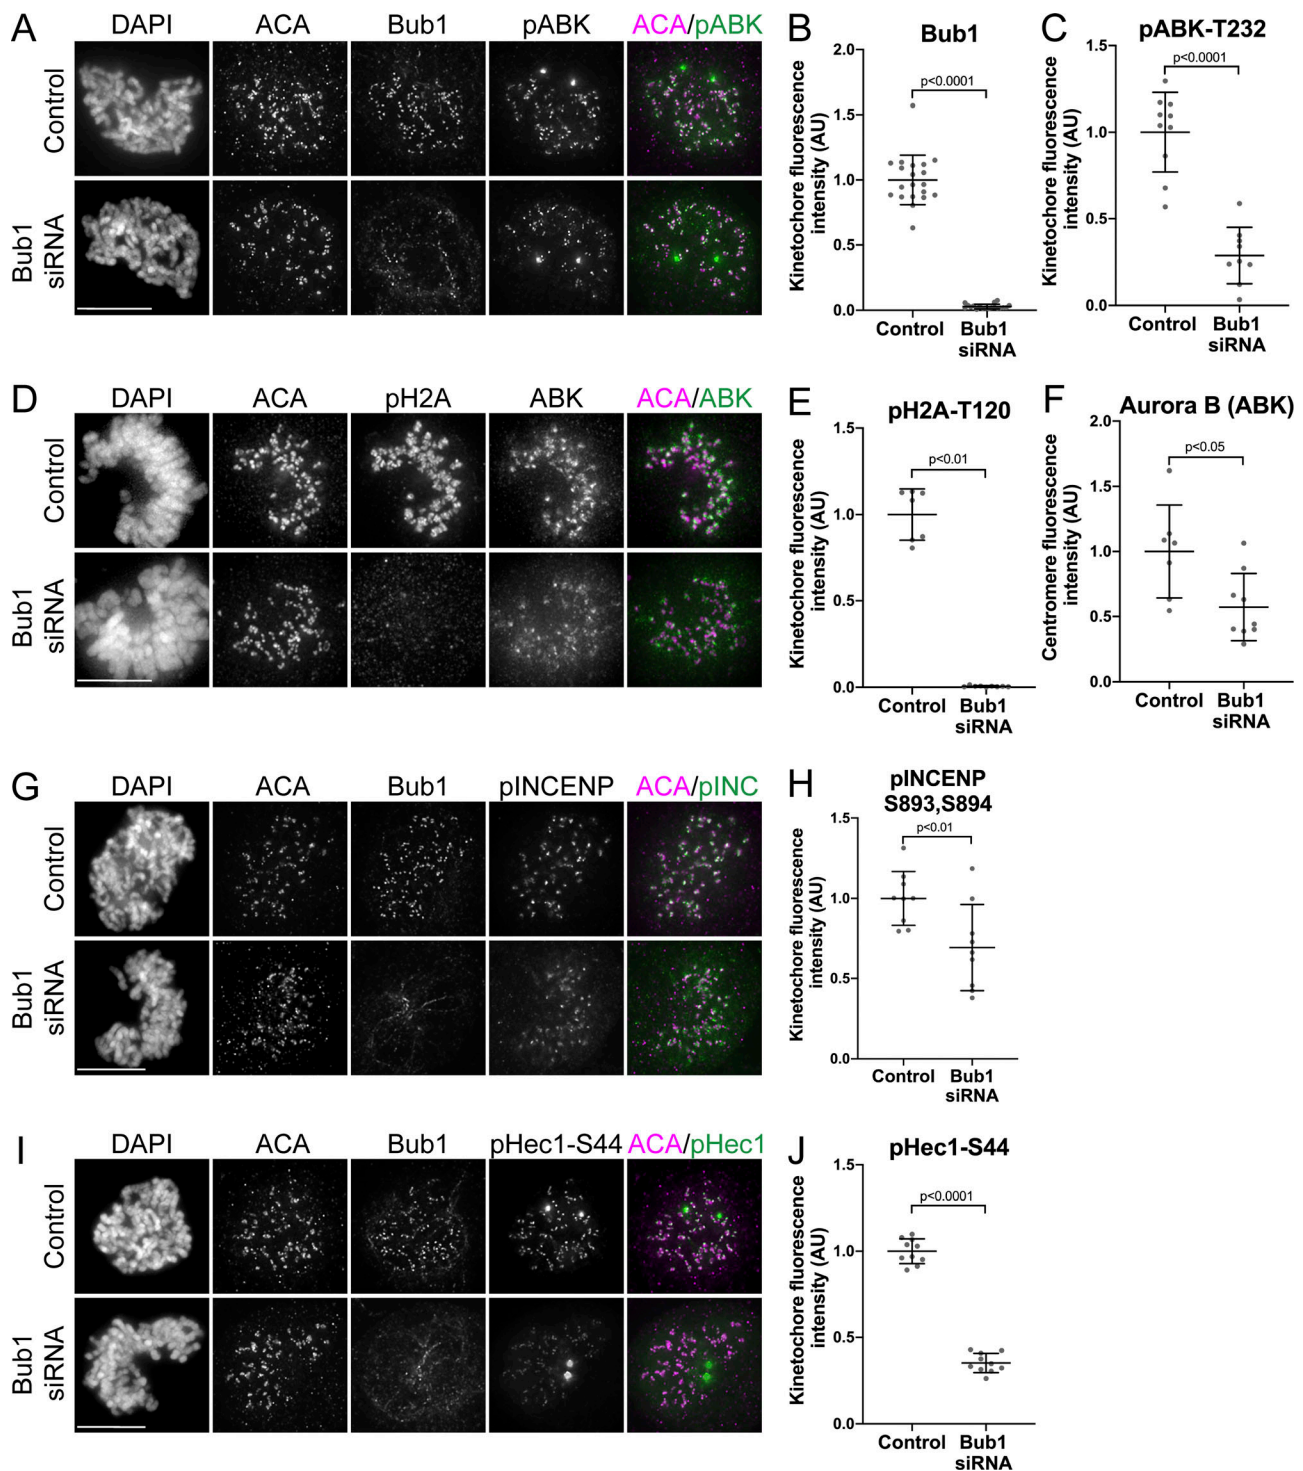 A
DAPI ACA Bub1 pABK ACA/pABK
Control
Bub1
siRNA
B
Bub1
Kinetochore fluorescence
intensity (AU)
2.0
1.5
1.0
0.5
0.0
p<0.0001
Control Bub1
siRNA
C
pABK-T232
Kinetochore fluorescence
intensity (AU)
1.5
1.0
0.5
0.0
p<0.0001
Control Bub1
siRNA
D
DAPI ACA pH2A ABK ACA/ABK
Control
Bub1
siRNA
E
pH2A-T120
Kinetochore fluorescence
intensity (AU)
1.5
1.0
0.5
0.0
p<0.01
Control Bub1
siRNA
F
Aurora B (ABK)
Centromere fluorescence
intensity (AU)
2.0
1.5
1.0
0.5
0.0
p<0.05
Control Bub1
siRNA
G
DAPI ACA Bub1 pINCENP ACA/pINC
Control
Bub1
siRNA
H
pINCENP
S893,S894
Kinetochore fluorescence
intensity (AU)
1.5
1.0
0.5
0.0
p<0.01
Control Bub1
siRNA
I
DAPI ACA Bub1 pHec1-S44 ACA/pHec1
Control
Bub1
siRNA
J
pHec1-S44
Kinetochore fluorescence
intensity (AU)
1.5
1.0
0.5
0.0
p<0.0001
Control Bub1
siRNA